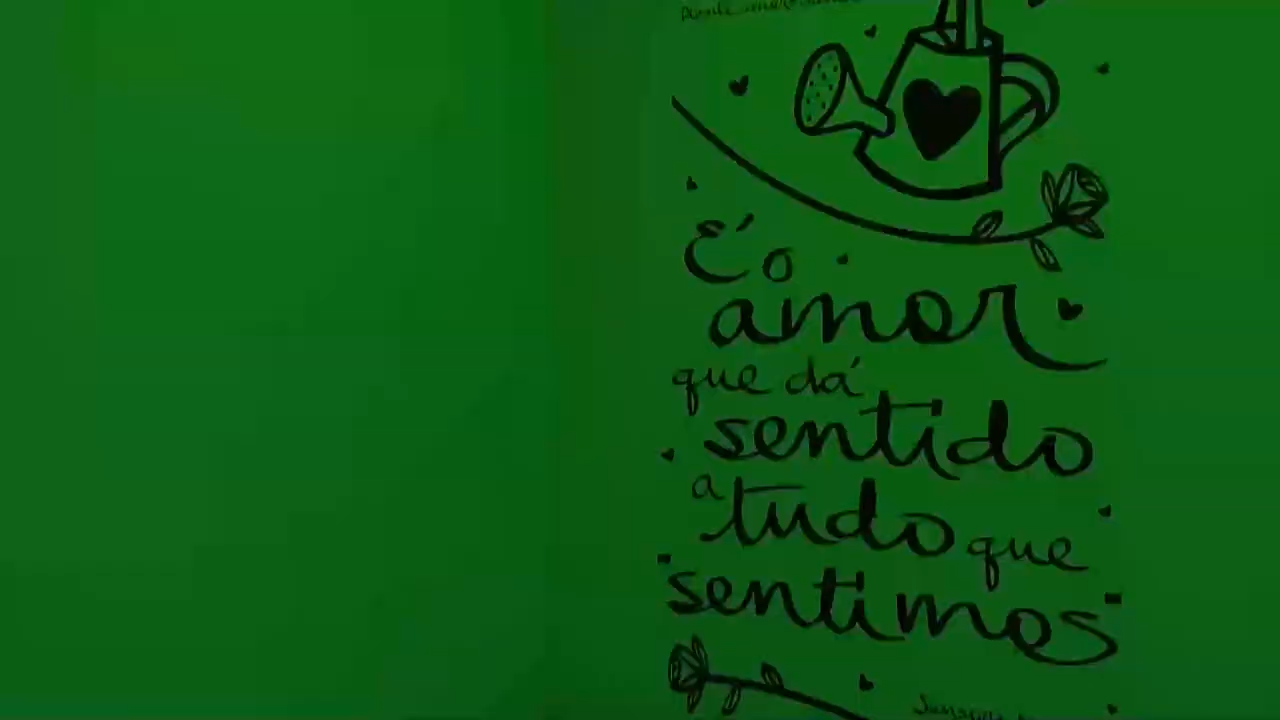 É o
amor
que dá
sentido
a tudo que
sentimos